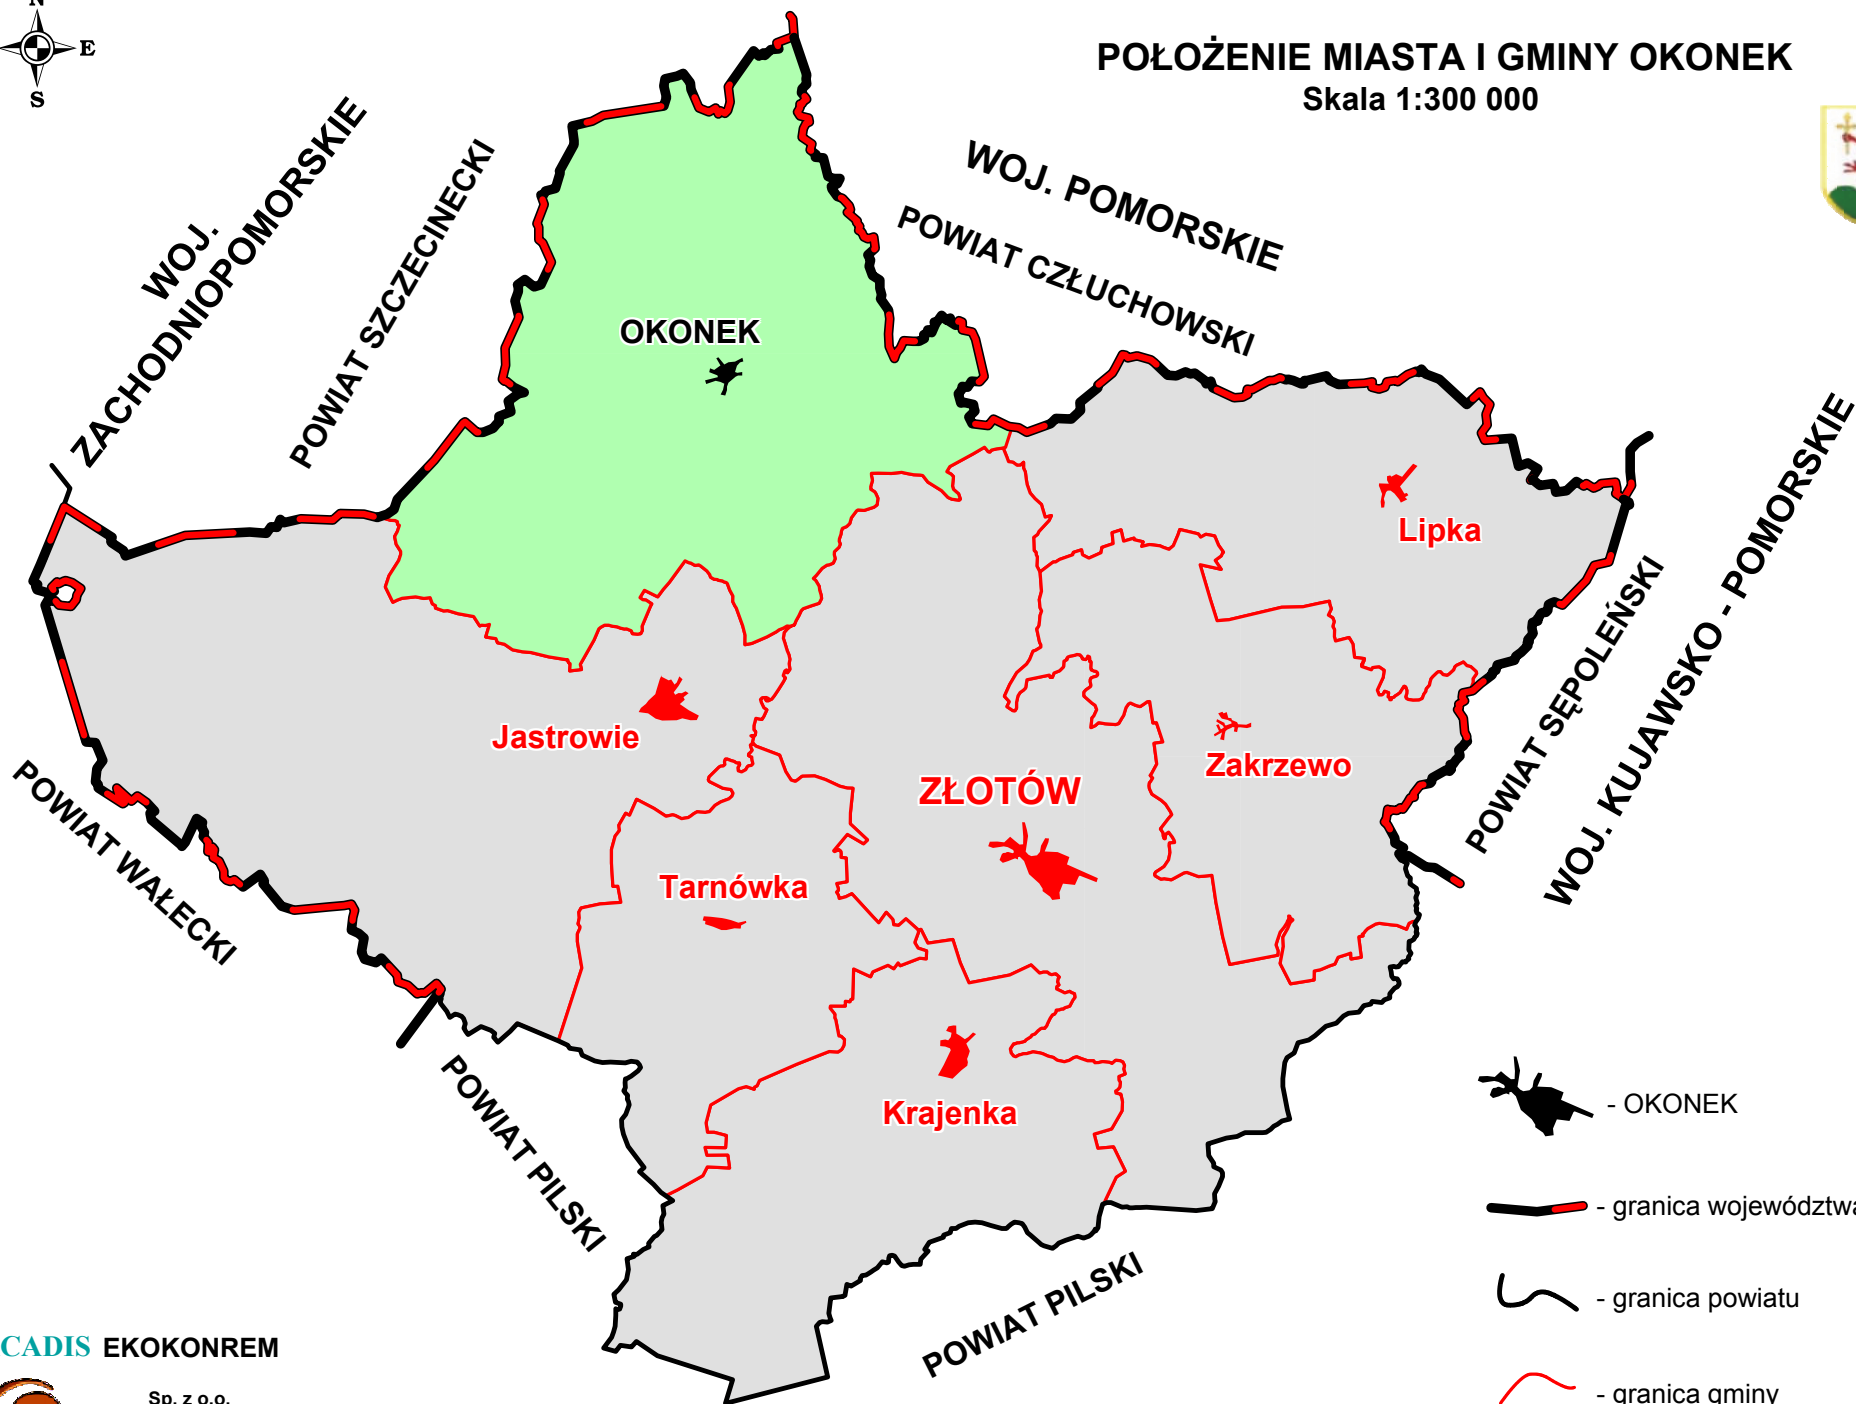 N
E
S
POŁOŻENIE MIASTA I GMINY OKONEK
Skala 1:300 000
WOJ.
ZACHODNIOPOMORSKIE
POWIAT SZCZECINECKI
WOJ. POMORSKIE
POWIAT CZŁUCHOWSKI
OKONEK
Lipka
POWIAT SĘPOLEŃSKI
WOJ. KUJAWSKO - POMORSKIE
Jastrowie
Zakrzewo
ZŁOTÓW
Tarnówka
POWIAT WAŁECKI
Krajenka
POWIAT PILSKI
POWIAT PILSKI
- OKONEK
- granica województwa
- granica powiatu
- granica gminy
CADIS EKOKONREM
Sp. z o.o.